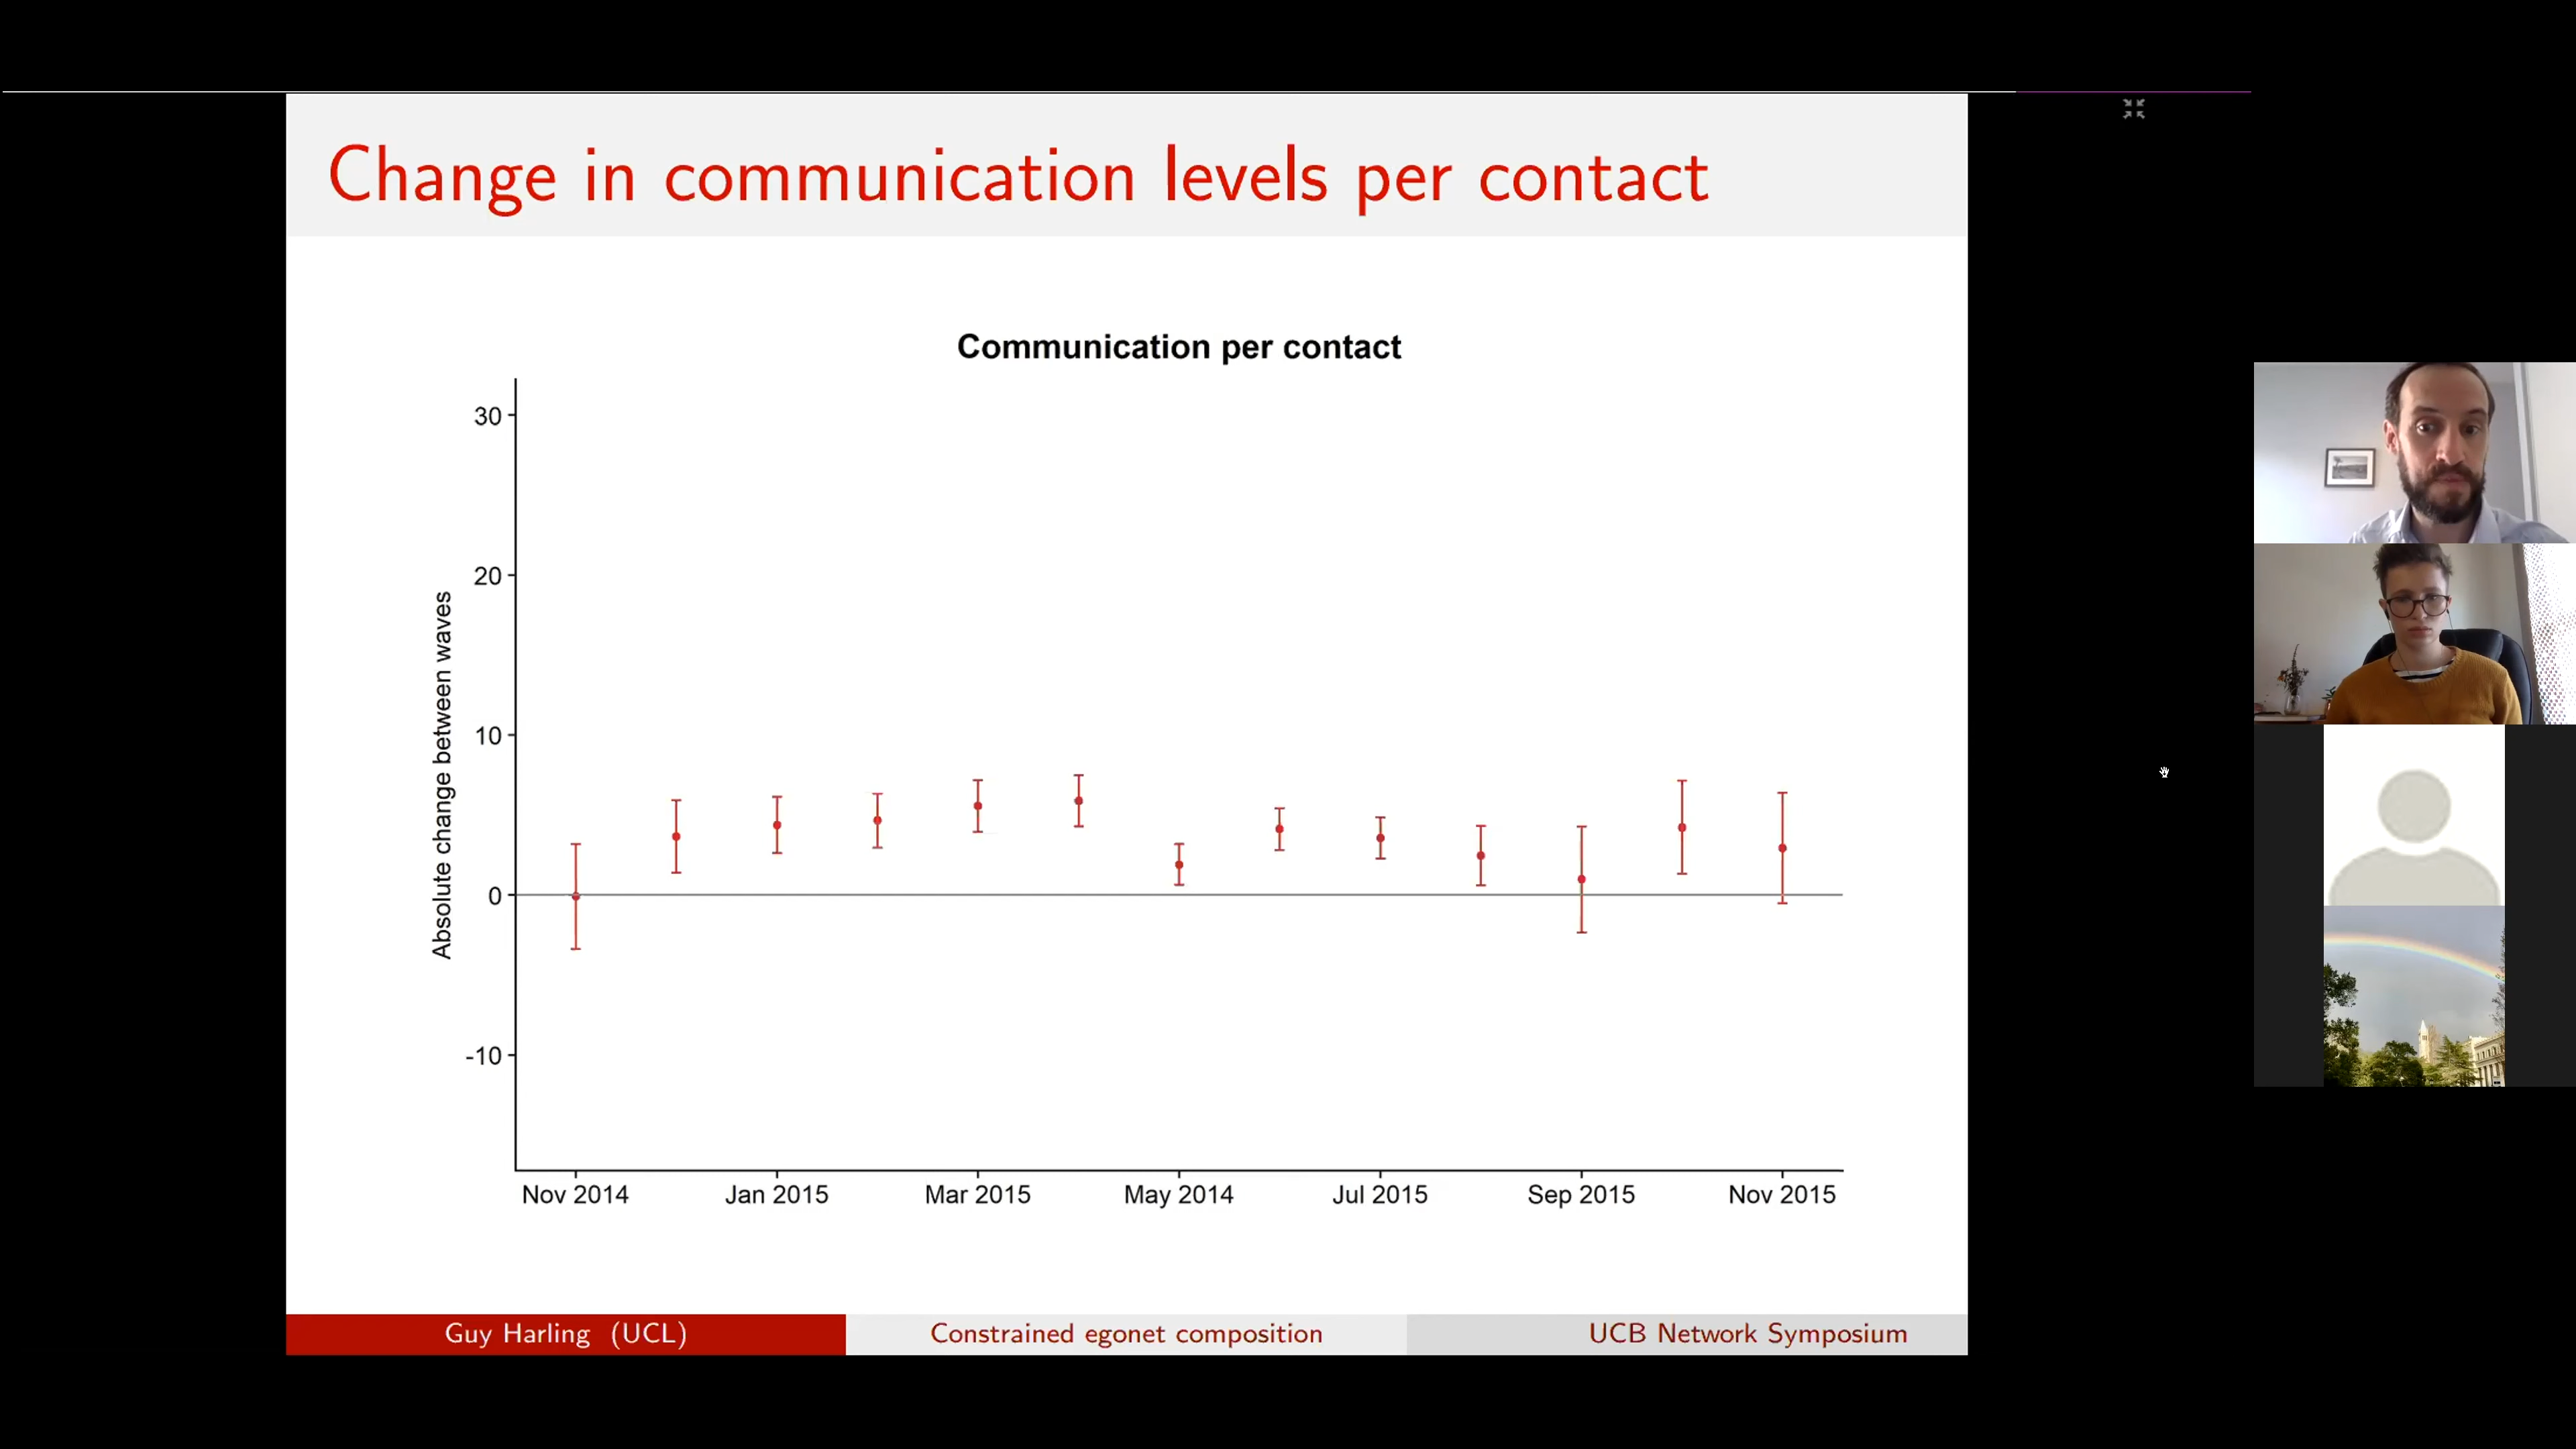 Change in communication levels per contact
Communication per contact
Absolute change between waves
30
20
10
0
-10
Nov 2014
Jan 2015
Mar 2015
May 2014
Jul 2015
Sep 2015
Nov 2015
Guy Harling (UCL)
Constrained egonet composition
UCB Network Symposium